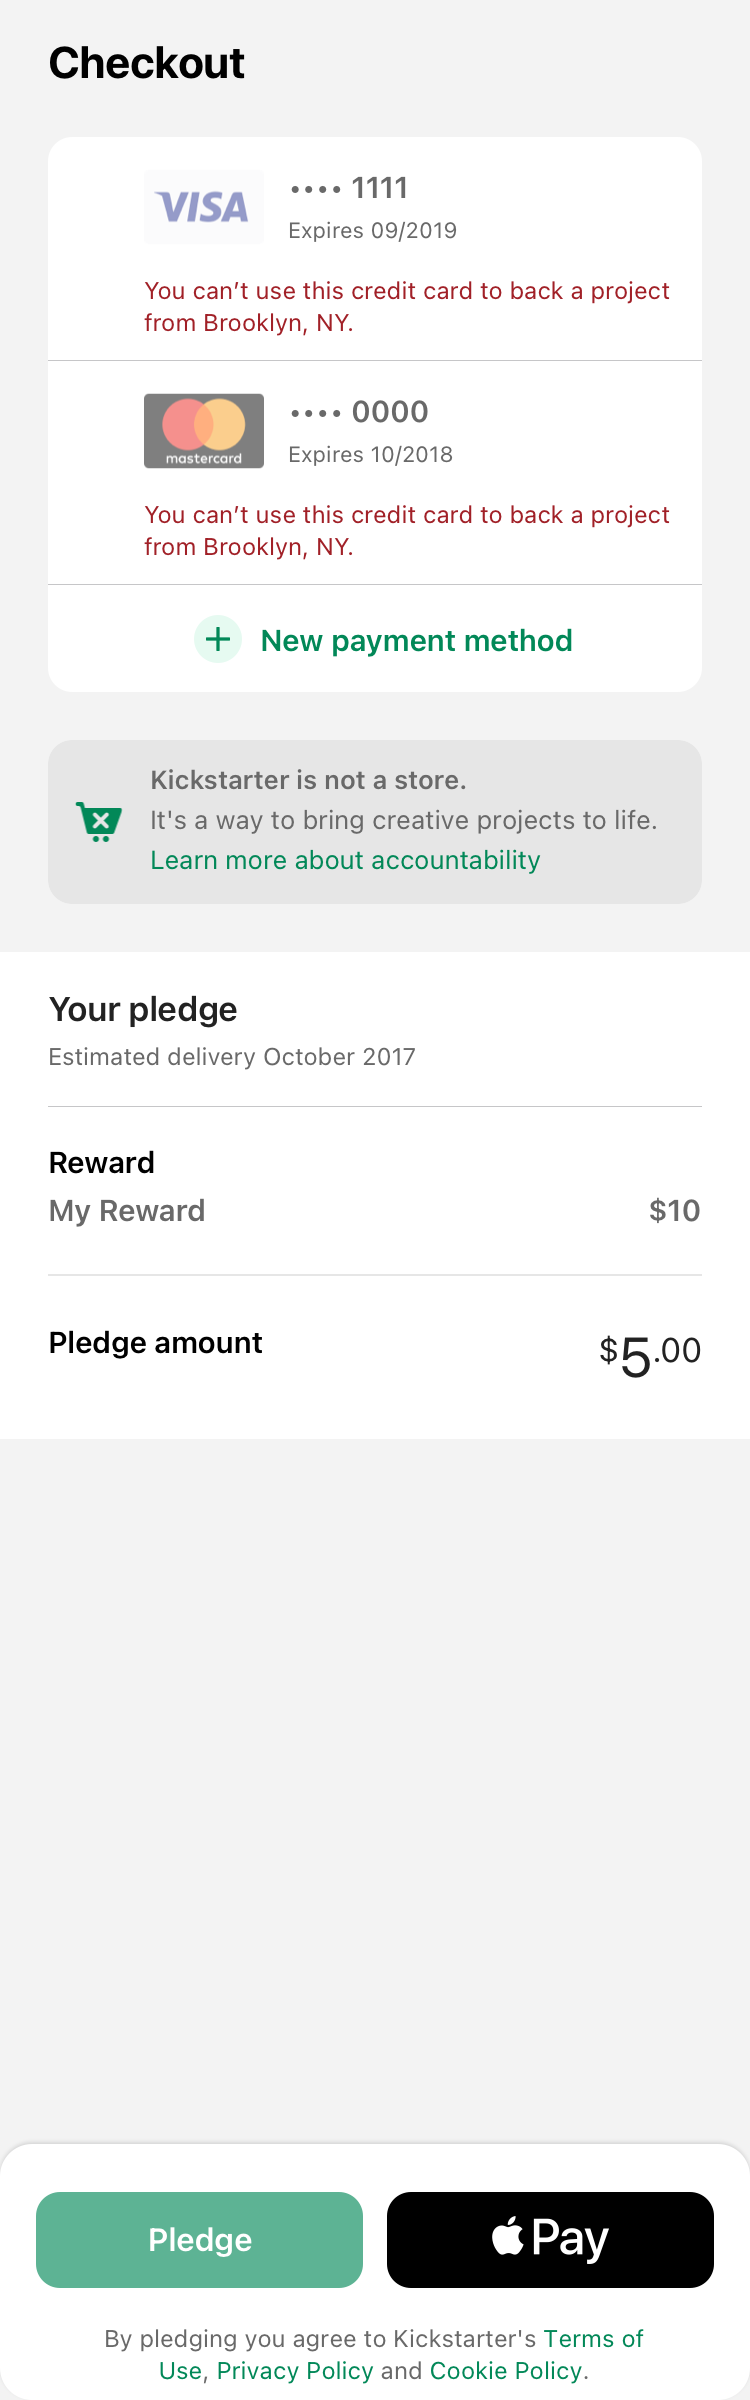 Checkout
VISA
•••• 1111
Expires 09/2019
You can’t use this credit card to back a project
from Brooklyn, NY.
mastercard
•••• 0000
Expires 10/2018
You can’t use this credit card to back a project
from Brooklyn, NY.
New payment method
Kickstarter is not a store.
It's a way to bring creative projects to life.
Learn more about accountability
Your pledge
Estimated delivery October 2017
Reward
My Reward $10
Pledge amount $5.00
Pledge
Pay
By pledging you agree to Kickstarter's Terms of
Use, Privacy Policy and Cookie Policy.